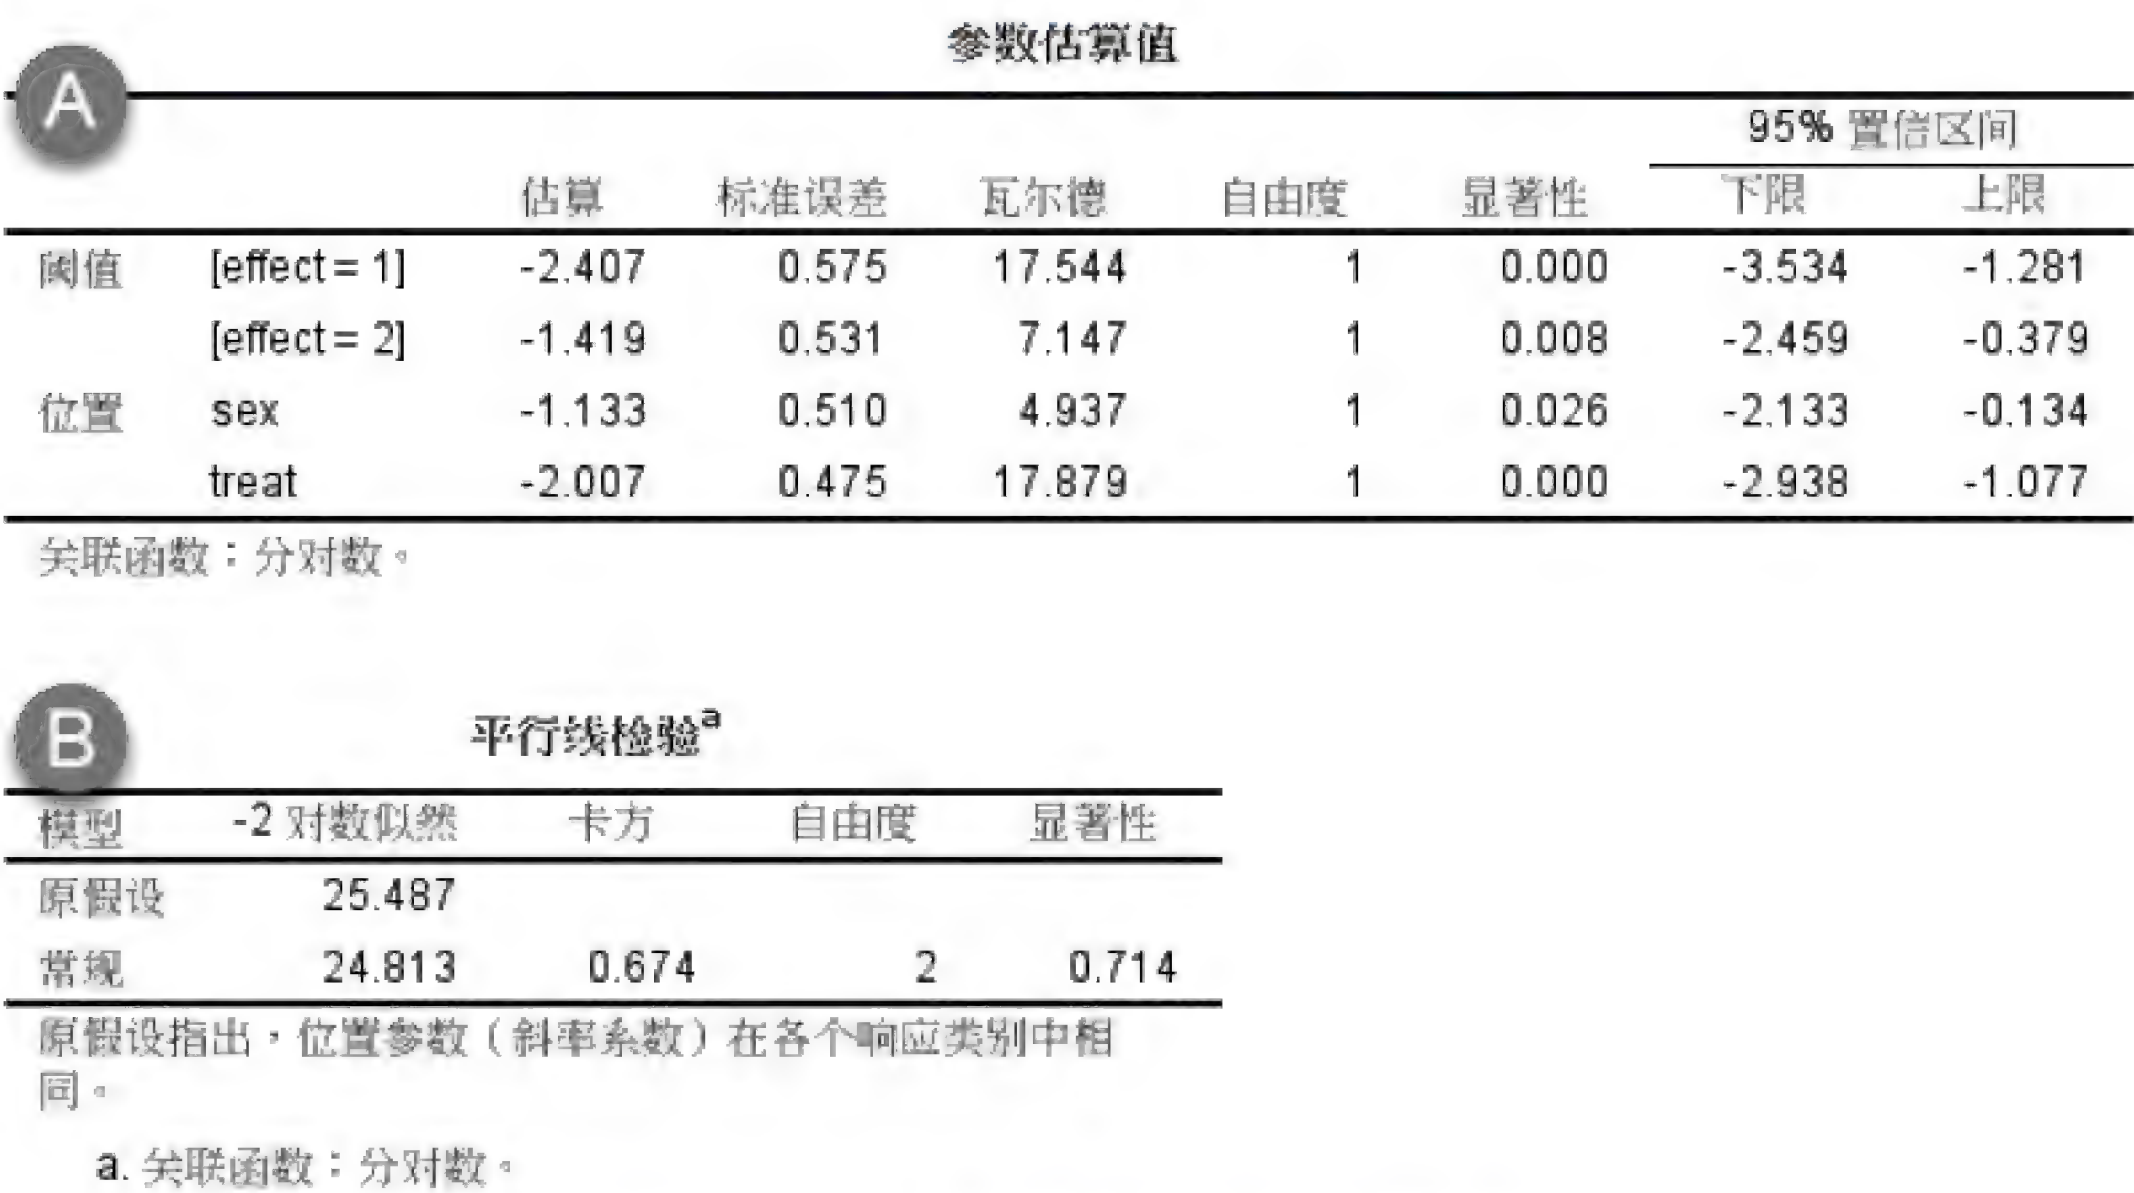 A
参数估算值
95% 置信区间
估算 标准误差 瓦尔德 自由度 显著性 下限 上限
阈值 [effect = 1] -2.407 0.575 17.544 1 0.000 -3.534 -1.281
[effect = 2] -1.419 0.531 7.147 1 0.008 -2.459 -0.379
位置 sex -1.133 0.510 4.937 1 0.026 -2.133 -0.134
treat -2.007 0.475 17.879 1 0.000 -2.938 -1.077
关联函数：分对数。
B
平行线检验a
模型 -2 对数似然 卡方 自由度 显著性
原假设 25.487
常规 24.813 0.674 2 0.714
原假设指出，位置参数（斜率系数）在各个响应类别中相
同。
a. 关联函数：分对数。